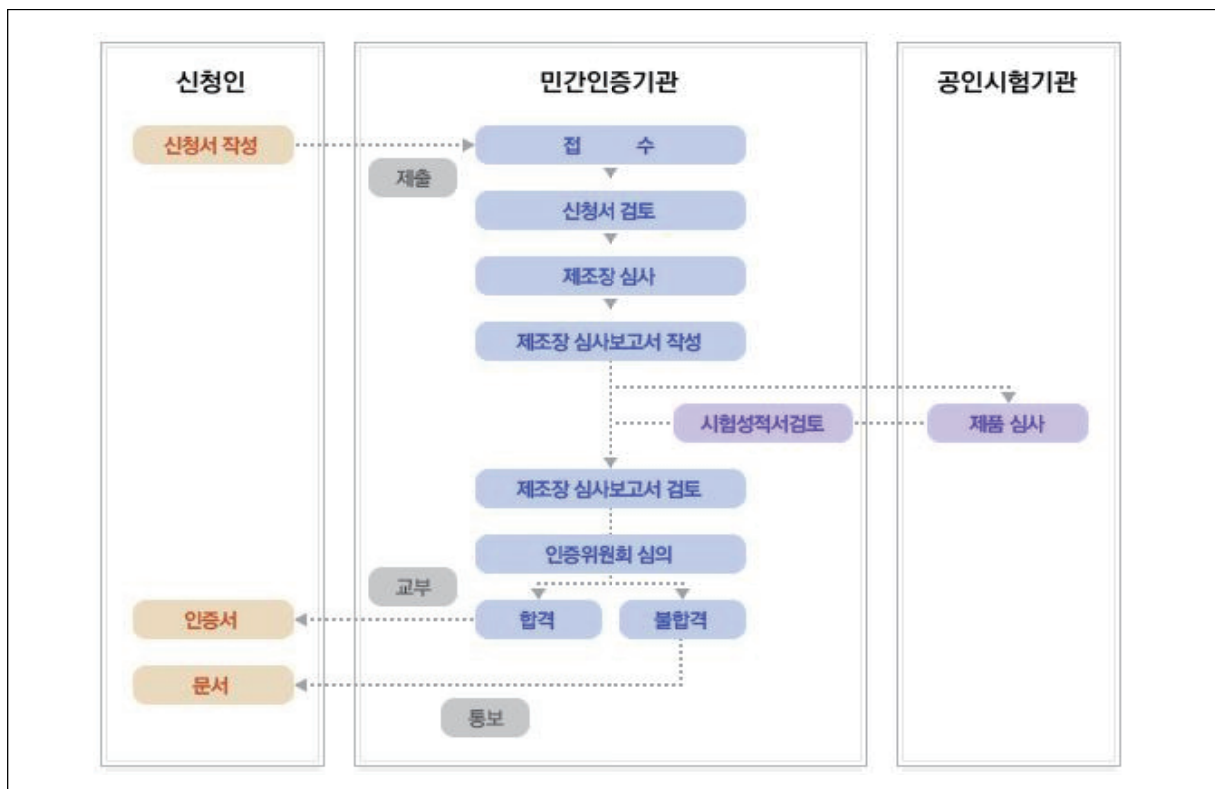 신청인
민간인증기관
공인시험기관
신청서 작성
접 수
제출
신청서 검토
제조장 심사
제조장 심사보고서 작성
시험성적서검토
제품 심사
제조장 심사보고서 검토
인증위원회 심의
교부
인증서
합격
불합격
문서
통보